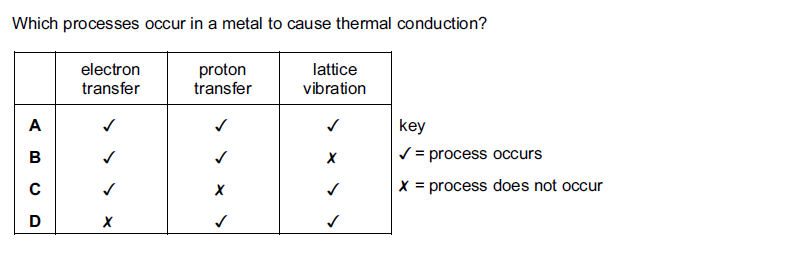 Which processes occur in a metal to cause thermal conduction?
electron transfer proton transfer lattice vibration
A ✓ ✓ ✓
B ✓ ✓ ✗
C ✓ ✗ ✓
D ✗ ✓ ✓
key
✓ = process occurs
✗ = process does not occur